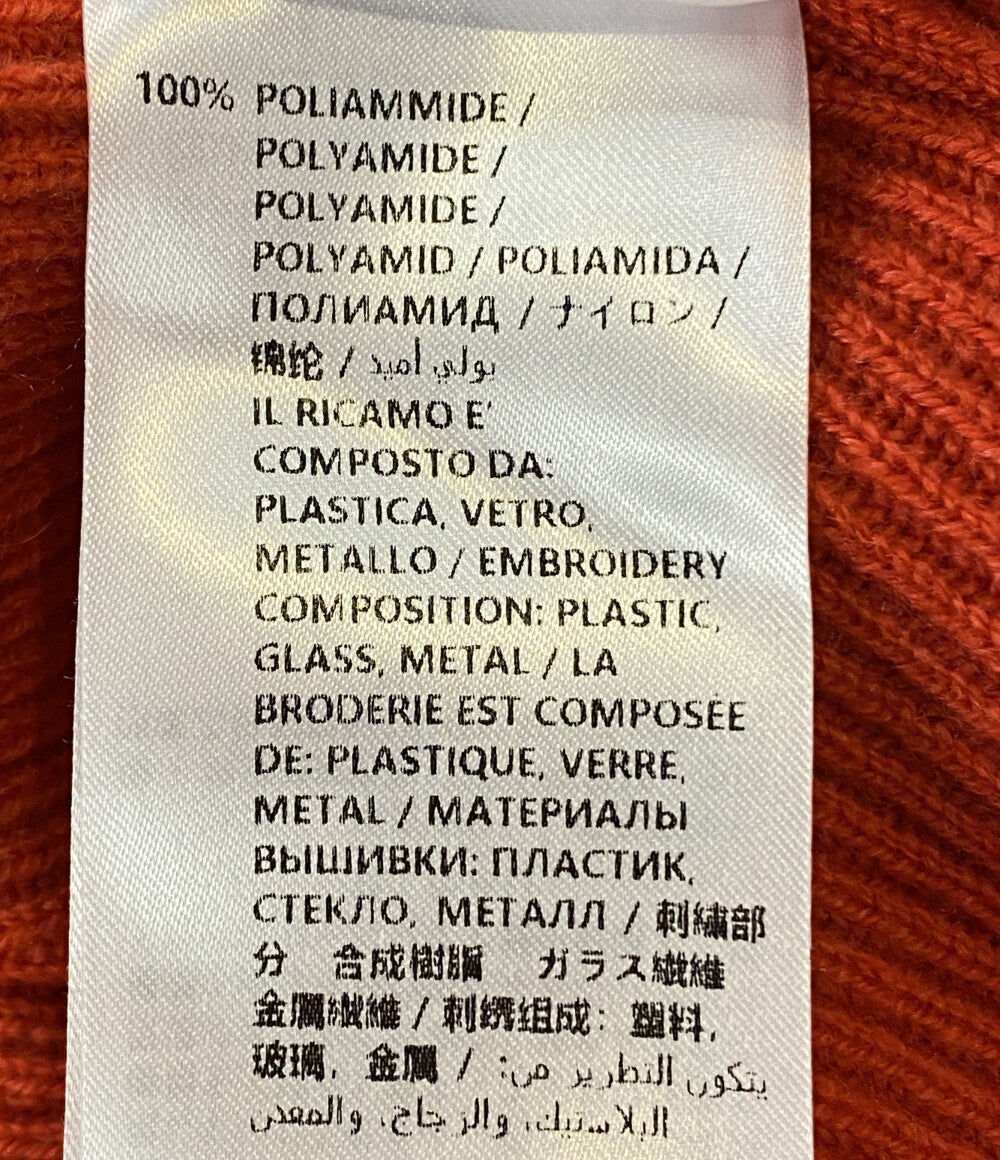 100% POLIAMMIDE /
POLYAMIDE /
POLYAMIDE /
POLYAMID / POLIAMIDA /
ПОЛИАМИД / ナイロン /
锦纶 / بولي أميد
IL RICAMO E'
COMPOSTO DA:
PLASTICA, VETRO,
METALLO / EMBROIDERY
COMPOSITION: PLASTIC,
GLASS, METAL / LA
BRODERIE EST COMPOSÉE
DE: PLASTIQUE, VERRE,
METAL / МАТЕРИАЛЫ
ВЫШИВКИ: ПЛАСТИК,
СТЕКЛО, МЕТАЛЛ / 刺繍部
分 合成樹脂 ガラス繊維
金属繊維 / 刺绣组成: 塑料,
玻璃, 金属 / يتكون التطريز من:
البلاستيك، والزجاج، والمعدن